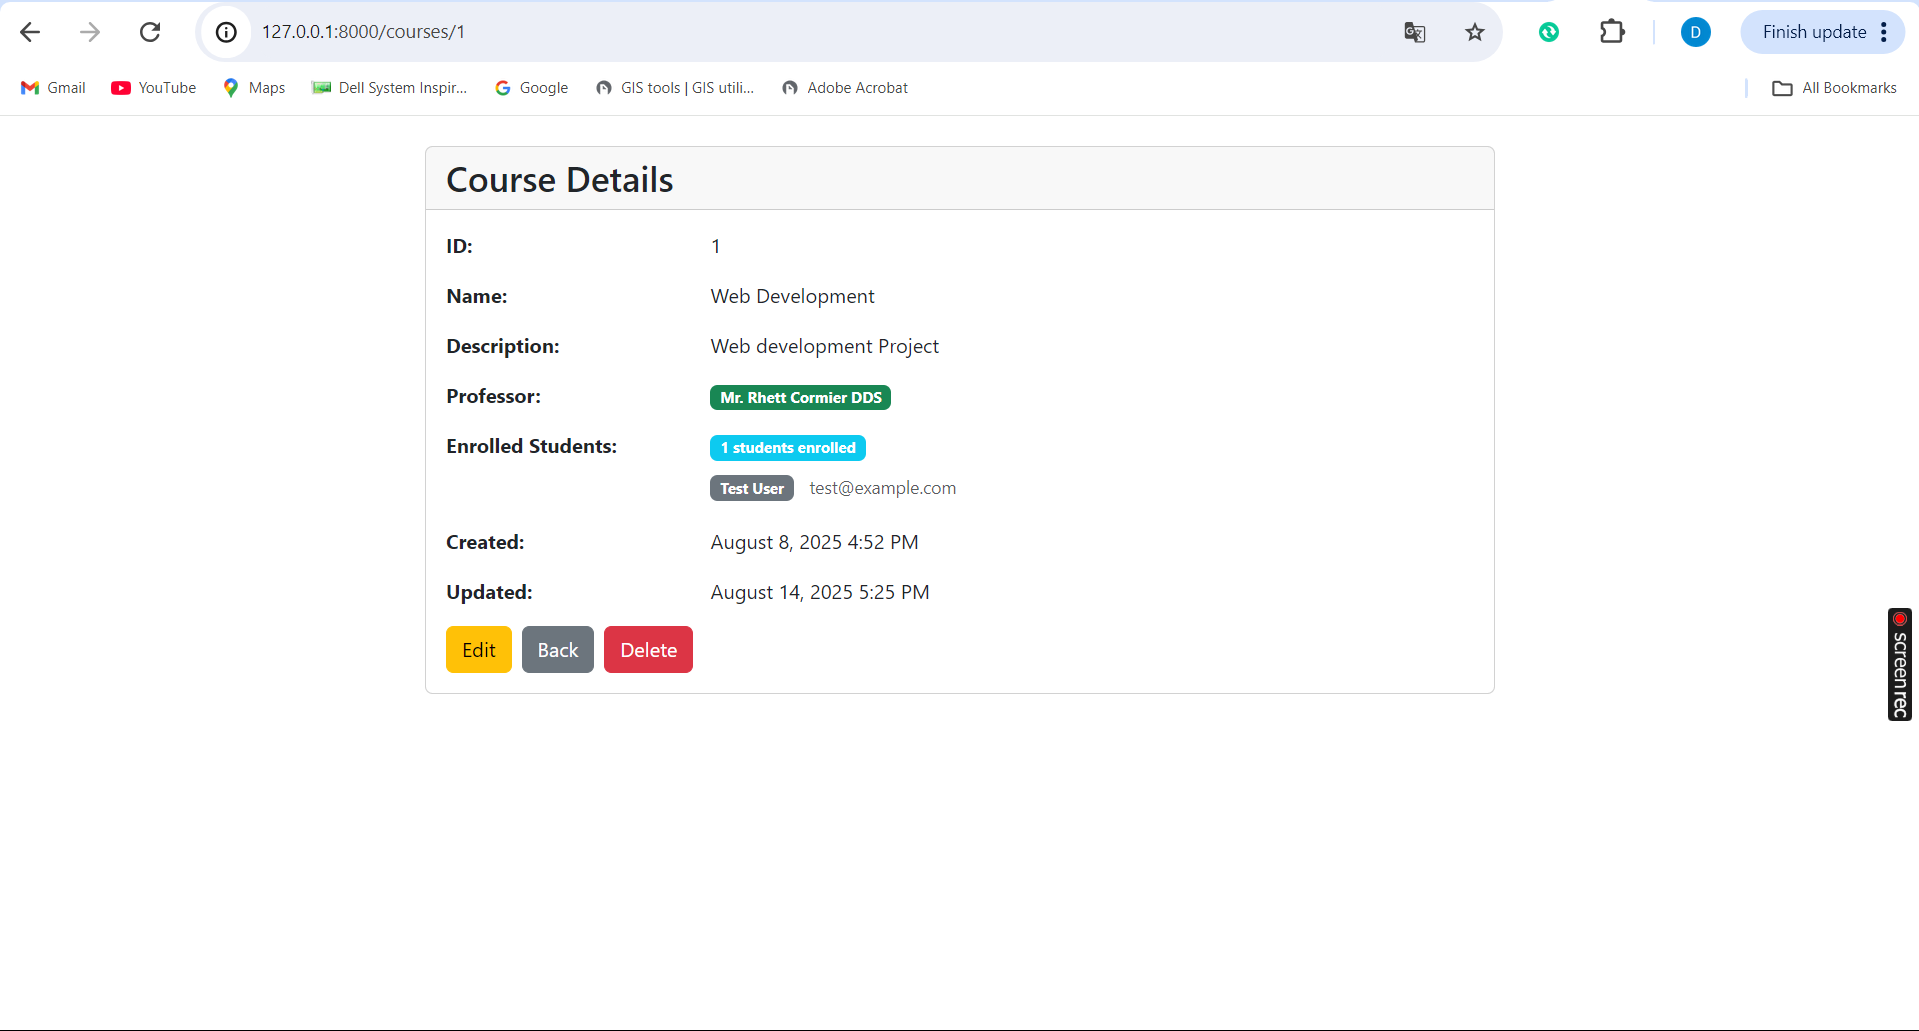 127.0.0.1:8000/courses/1
D
Finish update
Gmail
YouTube
Maps
Dell System Inspir...
Google
GIS tools | GIS utili...
Adobe Acrobat
All Bookmarks
Course Details
ID: 1
Name: Web Development
Description: Web development Project
Professor: Mr. Rhett Cormier DDS
Enrolled Students: 1 students enrolled
Test User test@example.com
Created: August 8, 2025 4:52 PM
Updated: August 14, 2025 5:25 PM
Edit Back Delete
screenrec